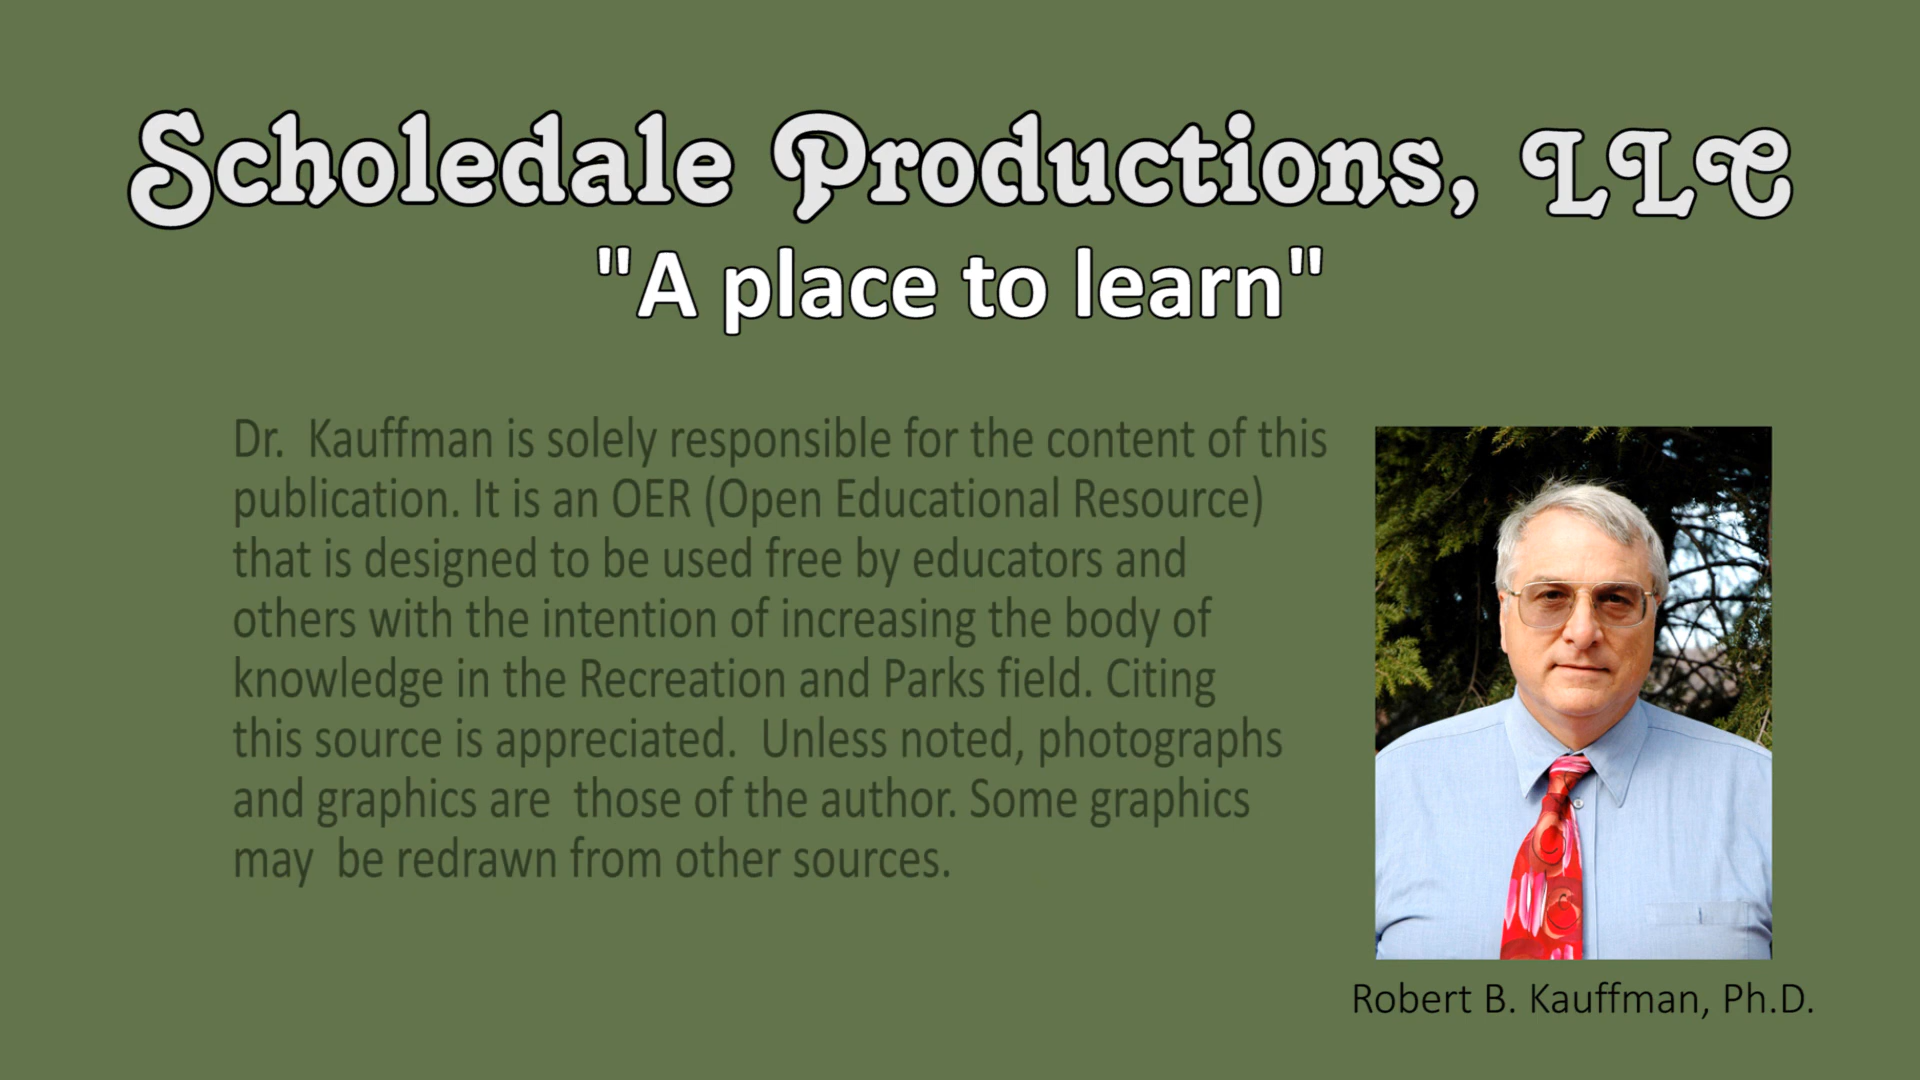 Scholedale Productions, LLC
"A place to learn"
Dr.  Kauffman is solely responsible for the content of this
publication. It is an OER (Open Educational Resource)
that is designed to be used free by educators and
others with the intention of increasing the body of
knowledge in the Recreation and Parks field. Citing
this source is appreciated.  Unless noted, photographs
and graphics are  those of the author. Some graphics
may  be redrawn from other sources.
Robert B. Kauffman, Ph.D.